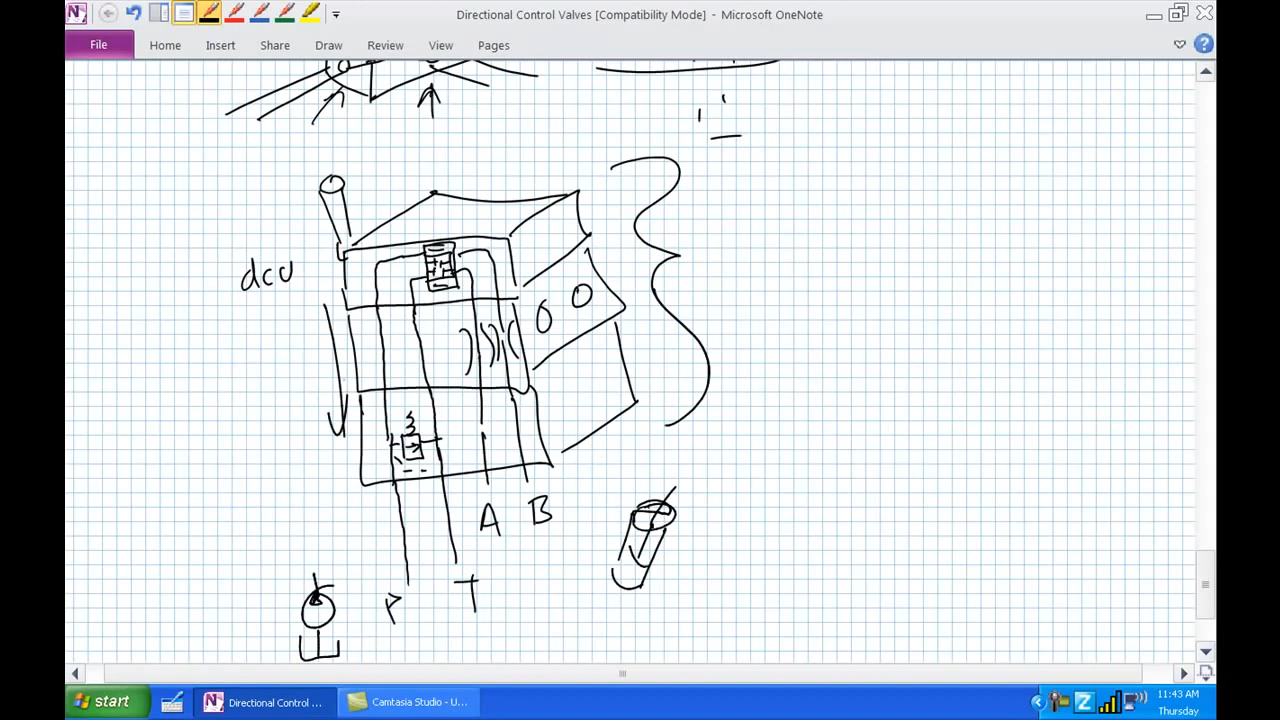 Directional Control Valves [Compatibility Mode] - Microsoft OneNote
File Home Insert Share Draw Review View Pages
dcv
A B
P T
start Directional Control ... Camtasia Studio - U... 11:43 AM
Thursday